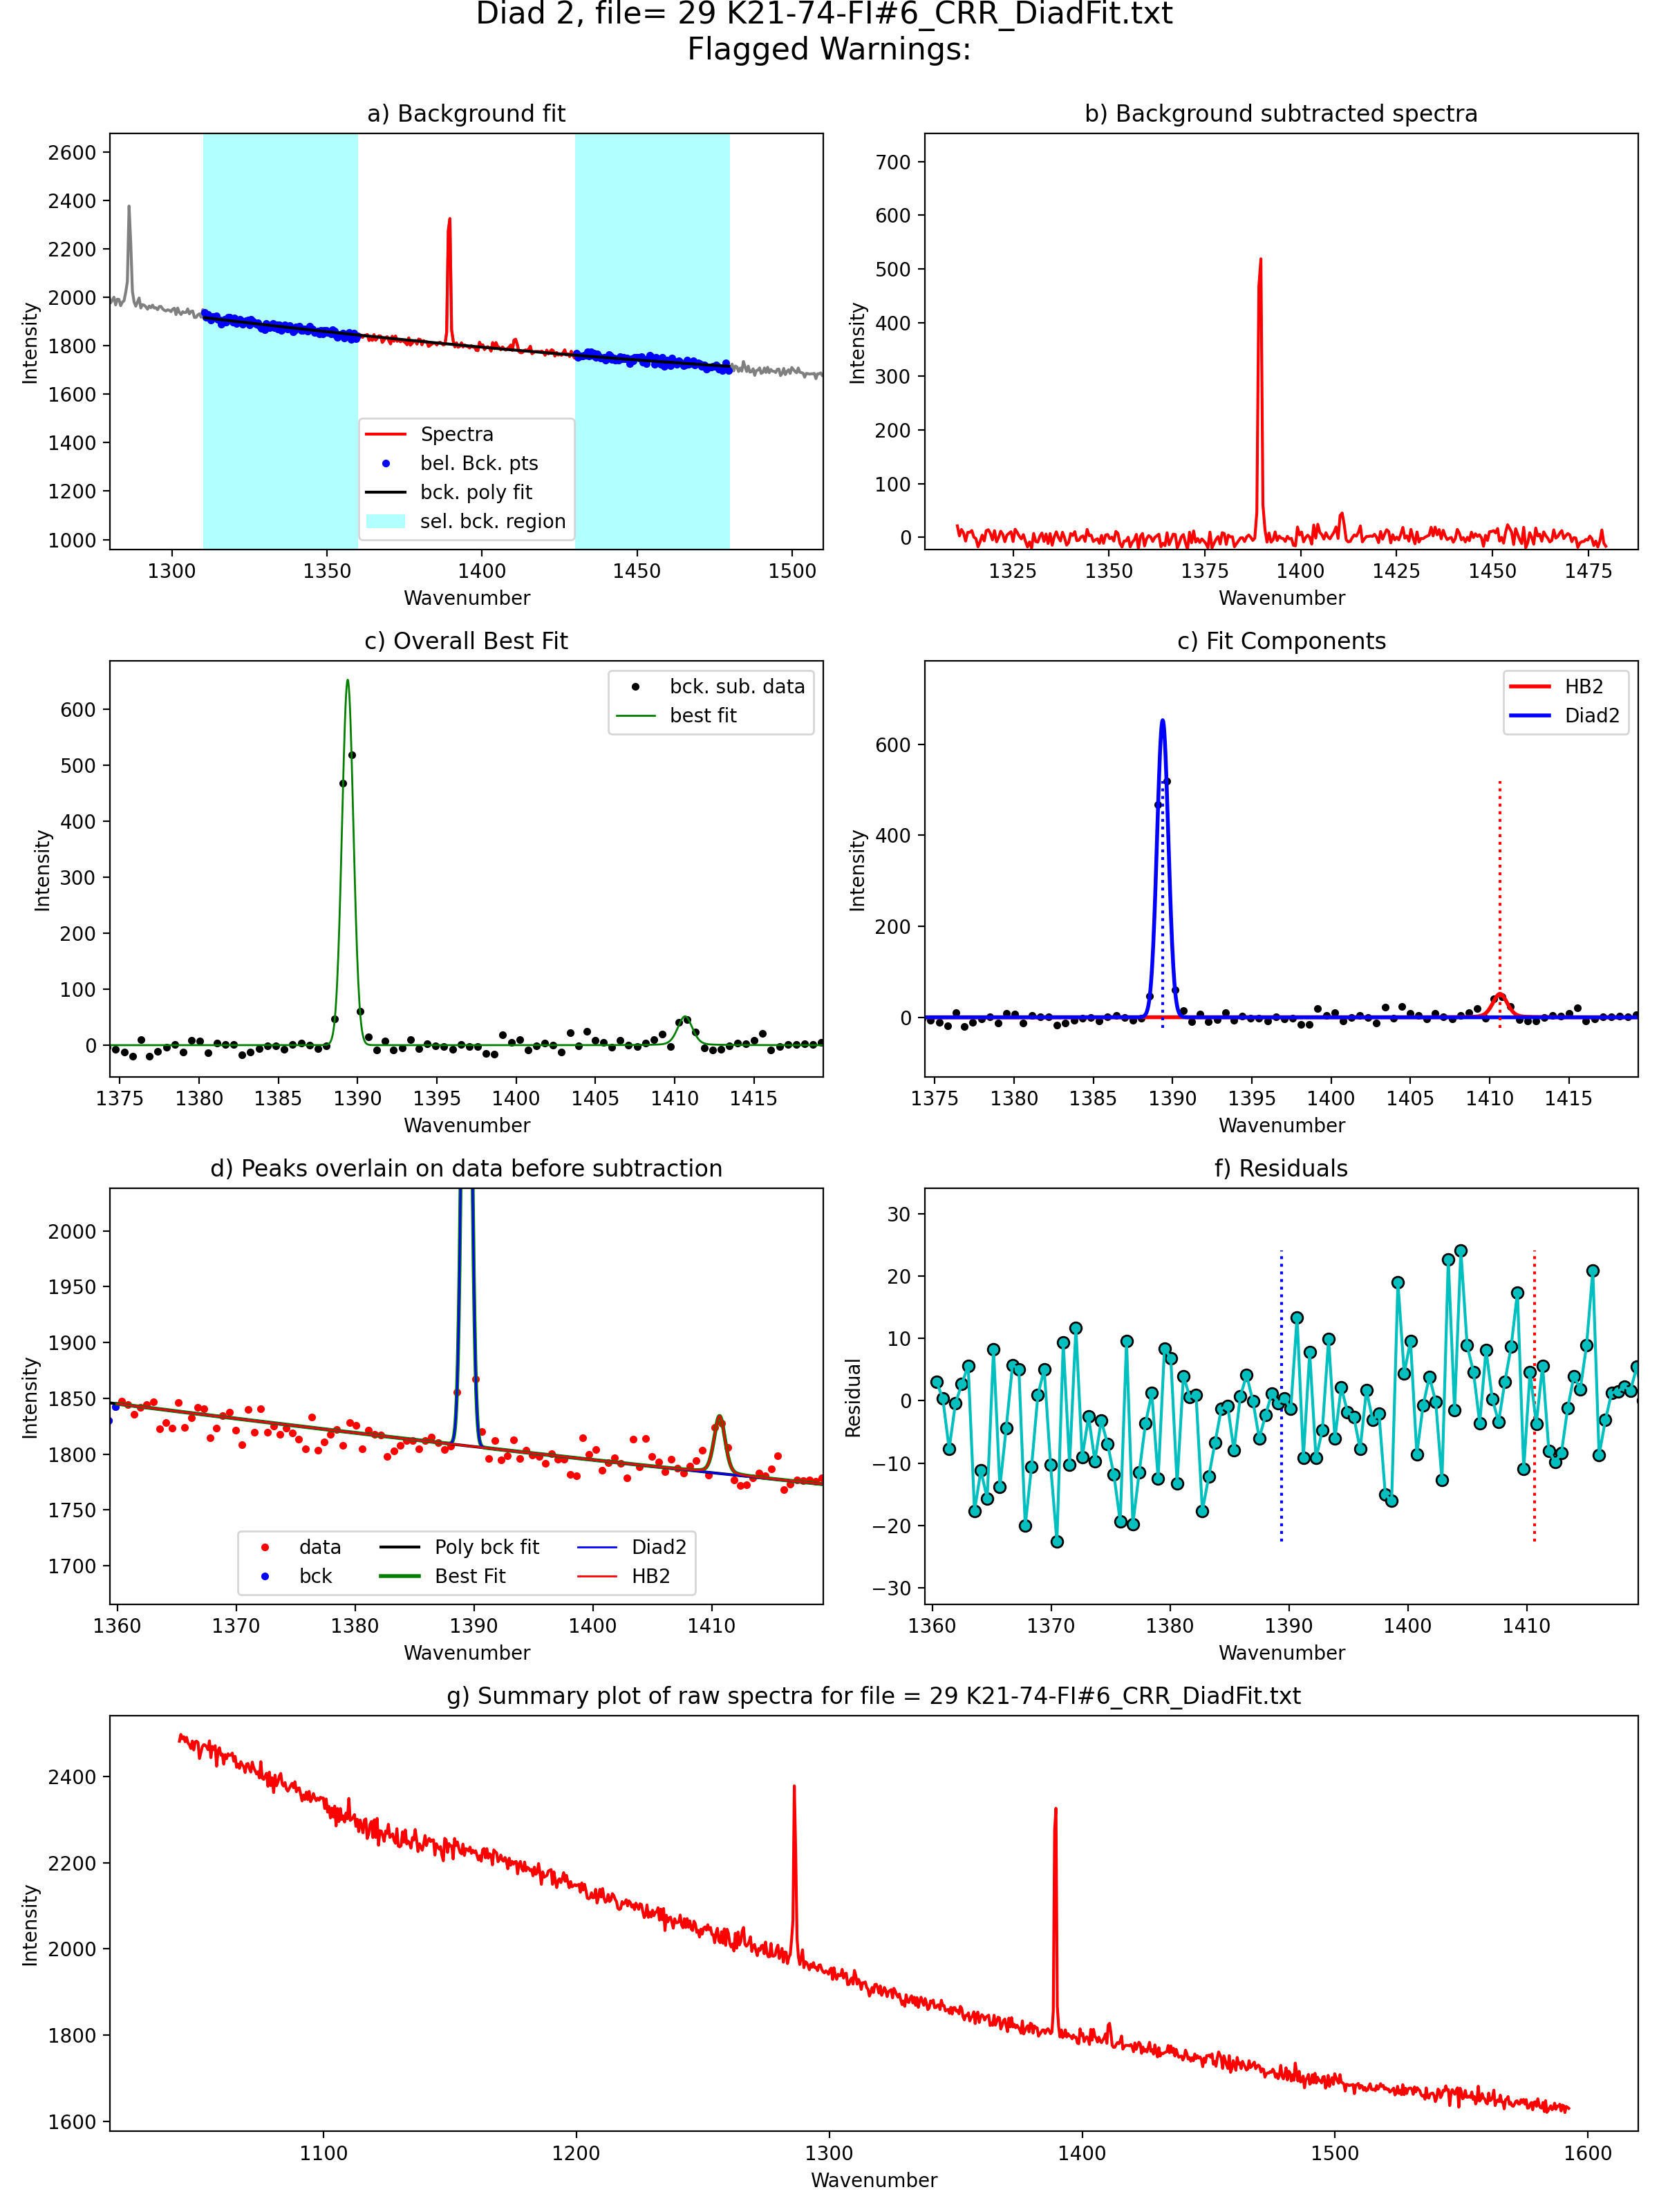 Diad 2, file= 29 K21-74-FI#6_CRR_DiadFit.txt
Flagged Warnings:
a) Background fit
2600
2400
2200
2000
1800
1600
1400
1200
1000
Intensity
Spectra
bel. Bck. pts
bck. poly fit
sel. bck. region
1300 1350 1400 1450 1500
Wavenumber
b) Background subtracted spectra
700
600
500
400
300
200
100
0
Intensity
1325 1350 1375 1400 1425 1450 1475
Wavenumber
c) Overall Best Fit
600
500
400
300
200
100
0
Intensity
bck. sub. data
best fit
1375 1380 1385 1390 1395 1400 1405 1410 1415
Wavenumber
c) Fit Components
600
400
200
0
Intensity
HB2
Diad2
1375 1380 1385 1390 1395 1400 1405 1410 1415
Wavenumber
d) Peaks overlain on data before subtraction
2000
1950
1900
1850
1800
1750
1700
Intensity
data
bck
Poly bck fit
Best Fit
Diad2
HB2
1360 1370 1380 1390 1400 1410
Wavenumber
f) Residuals
30
20
10
0
−10
−20
−30
Residual
1360 1370 1380 1390 1400 1410
Wavenumber
g) Summary plot of raw spectra for file = 29 K21-74-FI#6_CRR_DiadFit.txt
2400
2200
2000
1800
1600
Intensity
1100 1200 1300 1400 1500 1600
Wavenumber